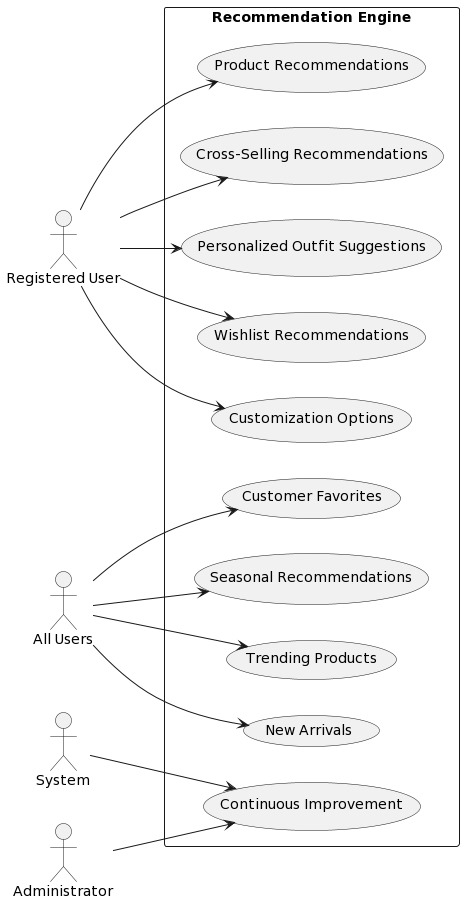 Recommendation Engine
Product Recommendations
Cross-Selling Recommendations
Personalized Outfit Suggestions
Registered User
Wishlist Recommendations
Customization Options
Customer Favorites
Seasonal Recommendations
All Users
Trending Products
New Arrivals
System
Continuous Improvement
Administrator